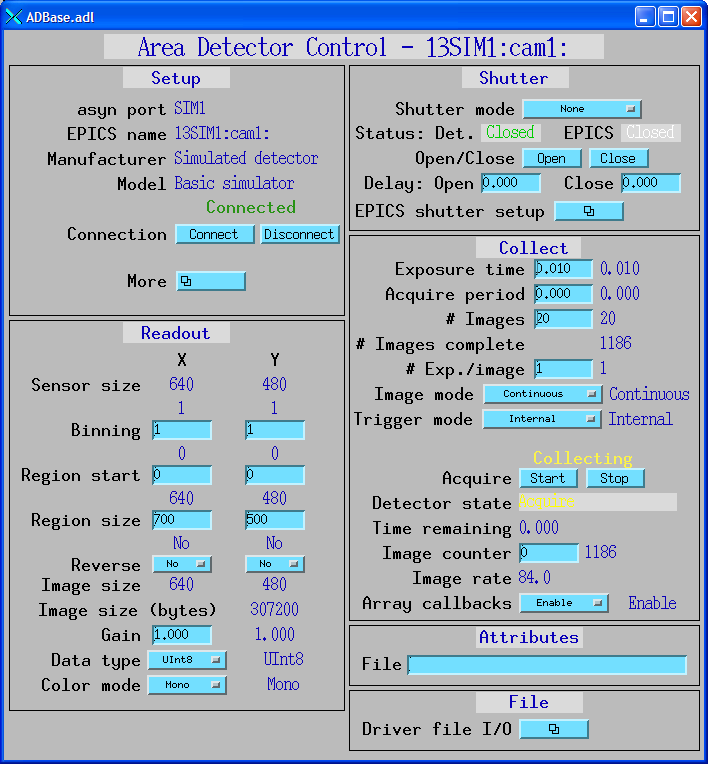 ADBase.adl
Area Detector Control - 13SIM1:cam1:
Setup
asyn port SIM1
EPICS name 13SIM1:cam1:
Manufacturer Simulated detector
Model Basic simulator
Connected
Connection Connect Disconnect
More
Readout
X Y
Sensor size 640 480
1 1
Binning 1 1
0 0
Region start 0 0
640 480
Region size 700 500
No No
Reverse No No
Image size 640 480
Image size (bytes) 307200
Gain 1.000 1.000
Data type UInt8 UInt8
Color mode Mono Mono
Shutter
Shutter mode None
Status: Det. Closed EPICS Closed
Open/Close Open Close
Delay: Open 0.000 Close 0.000
EPICS shutter setup
Collect
Exposure time 0.010 0.010
Acquire period 0.000 0.000
# Images 20 20
# Images complete 1186
# Exp./image 1 1
Image mode Continuous Continuous
Trigger mode Internal Internal
Collecting
Acquire Start Stop
Detector state Acquire
Time remaining 0.000
Image counter 0 1186
Image rate 84.0
Array callbacks Enable Enable
Attributes
File
File
Driver file I/O